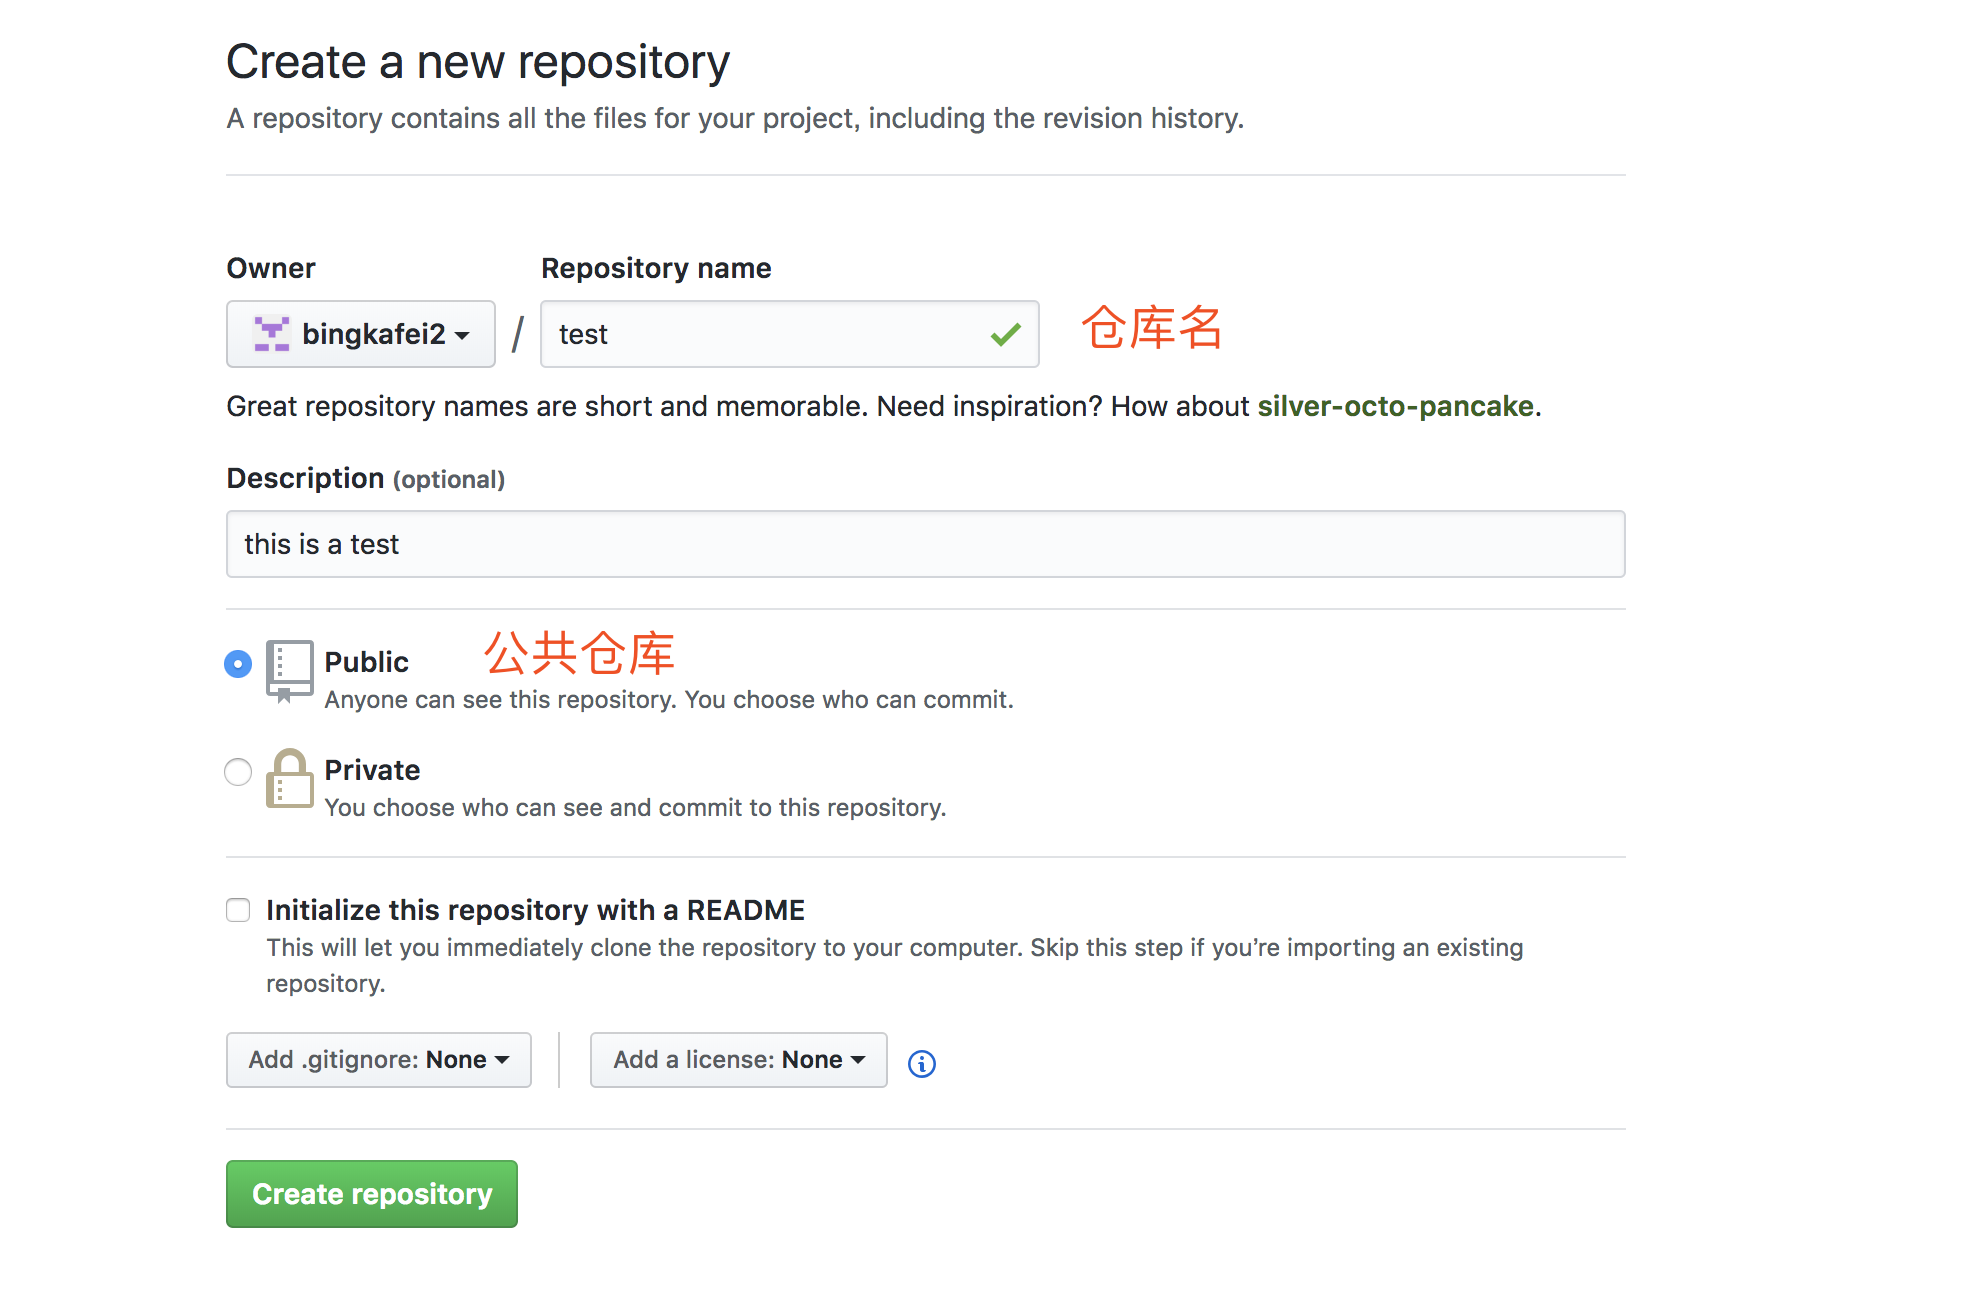 Create a new repository
A repository contains all the files for your project, including the revision history.
Owner
Repository name
bingkafei2 / test
仓库名
Great repository names are short and memorable. Need inspiration? How about silver-octo-pancake.
Description (optional)
this is a test
Public
公共仓库
Anyone can see this repository. You choose who can commit.
Private
You choose who can see and commit to this repository.
Initialize this repository with a README
This will let you immediately clone the repository to your computer. Skip this step if you’re importing an existing
repository.
Add .gitignore: None
Add a license: None
Create repository